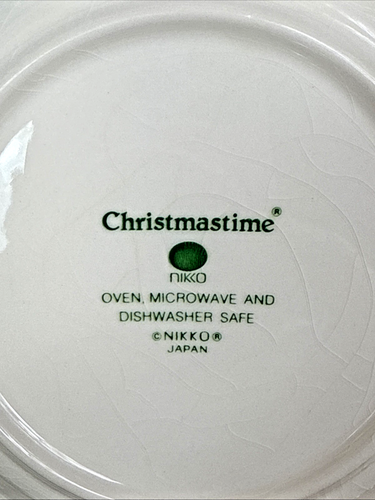 Christmastime®
NIKKO
OVEN, MICROWAVE AND
DISHWASHER SAFE
©NIKKO®
JAPAN